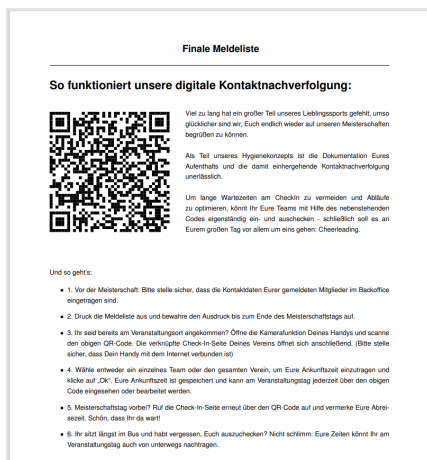 Finale Meldeliste
So funktioniert unsere digitale Kontaktnachverfolgung:
Viel zu lang hat ein großer Teil unseres Lieblingssports gefehlt, umso
glücklicher sind wir, Euch endlich wieder auf unseren Meisterschaften
begrüßen zu können.
Als Teil unseres Hygienekonzepts ist die Dokumentation Eures
Aufenthalts und die damit einhergehende Kontaktnachverfolgung
unerlässlich.
Um lange Wartezeiten am CheckIn zu vermeiden und Abläufe
zu optimieren, könnt Ihr Eure Teams mit Hilfe des nebenstehenden
Codes eigenständig ein- und auschecken - schließlich soll es an
Eurem großen Tag vor allem um eins gehen: Cheerleading.
Und so geht's:
• 1. Vor der Meisterschaft: Bitte stelle sicher, dass die Kontaktdaten Eurer gemeldeten Mitglieder im Backoffice
eingetragen sind.
• 2. Druck die Meldeliste aus und bewahre den Ausdruck bis zum Ende des Meisterschaftstags auf.
• 3. Ihr seid bereits am Veranstaltungsort angekommen? Öffne die Kamerafunktion Deines Handys und scanne
den obigen QR-Code. Die verknüpfte Check-In-Seite Deines Vereins öffnet sich anschließend. (Bitte stelle
sicher, dass Dein Handy mit dem Internet verbunden ist)
• 4. Wähle entweder ein einzelnes Team oder den gesamten Verein, um Eure Ankunftszeit einzutragen und
klicke auf „Ok“. Eure Ankunftszeit ist gespeichert und kann am Veranstaltungstag jederzeit über den obigen
Code eingesehen oder bearbeitet werden.
• 5. Meisterschaftstag vorbei? Ruf die Check-In-Seite erneut über den QR-Code auf und vermerke Eure Abrei-
sezeit. Schön, dass Ihr da wart!
• 6. Ihr sitzt längst im Bus und habt vergessen, Euch auszuchecken? Nicht schlimm: Eure Zeiten könnt Ihr am
Veranstaltungstag auch von unterwegs nachtragen.